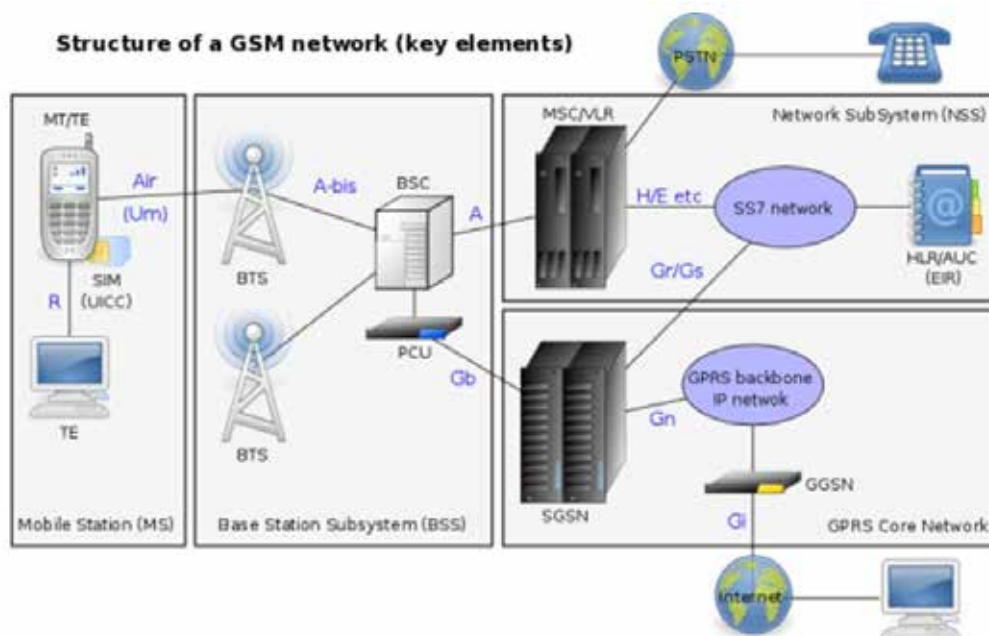 Structure of a GSM network (key elements)
PSTN
MT/TE
Air
(Um)
SIM
(UICC)
R
TE
Mobile Station (MS)
A-bis
BTS
BSC
BTS
PCU
Base Station Subsystem (BSS)
A
Gb
MSC/VLR
Network SubSystem (NSS)
H/E etc
SS7 network
HLR/AUC
(EIR)
Gr/Gs
SGSN
Gn
GPRS backbone
IP netwok
GGSN
Gi
GPRS Core Network
Internet